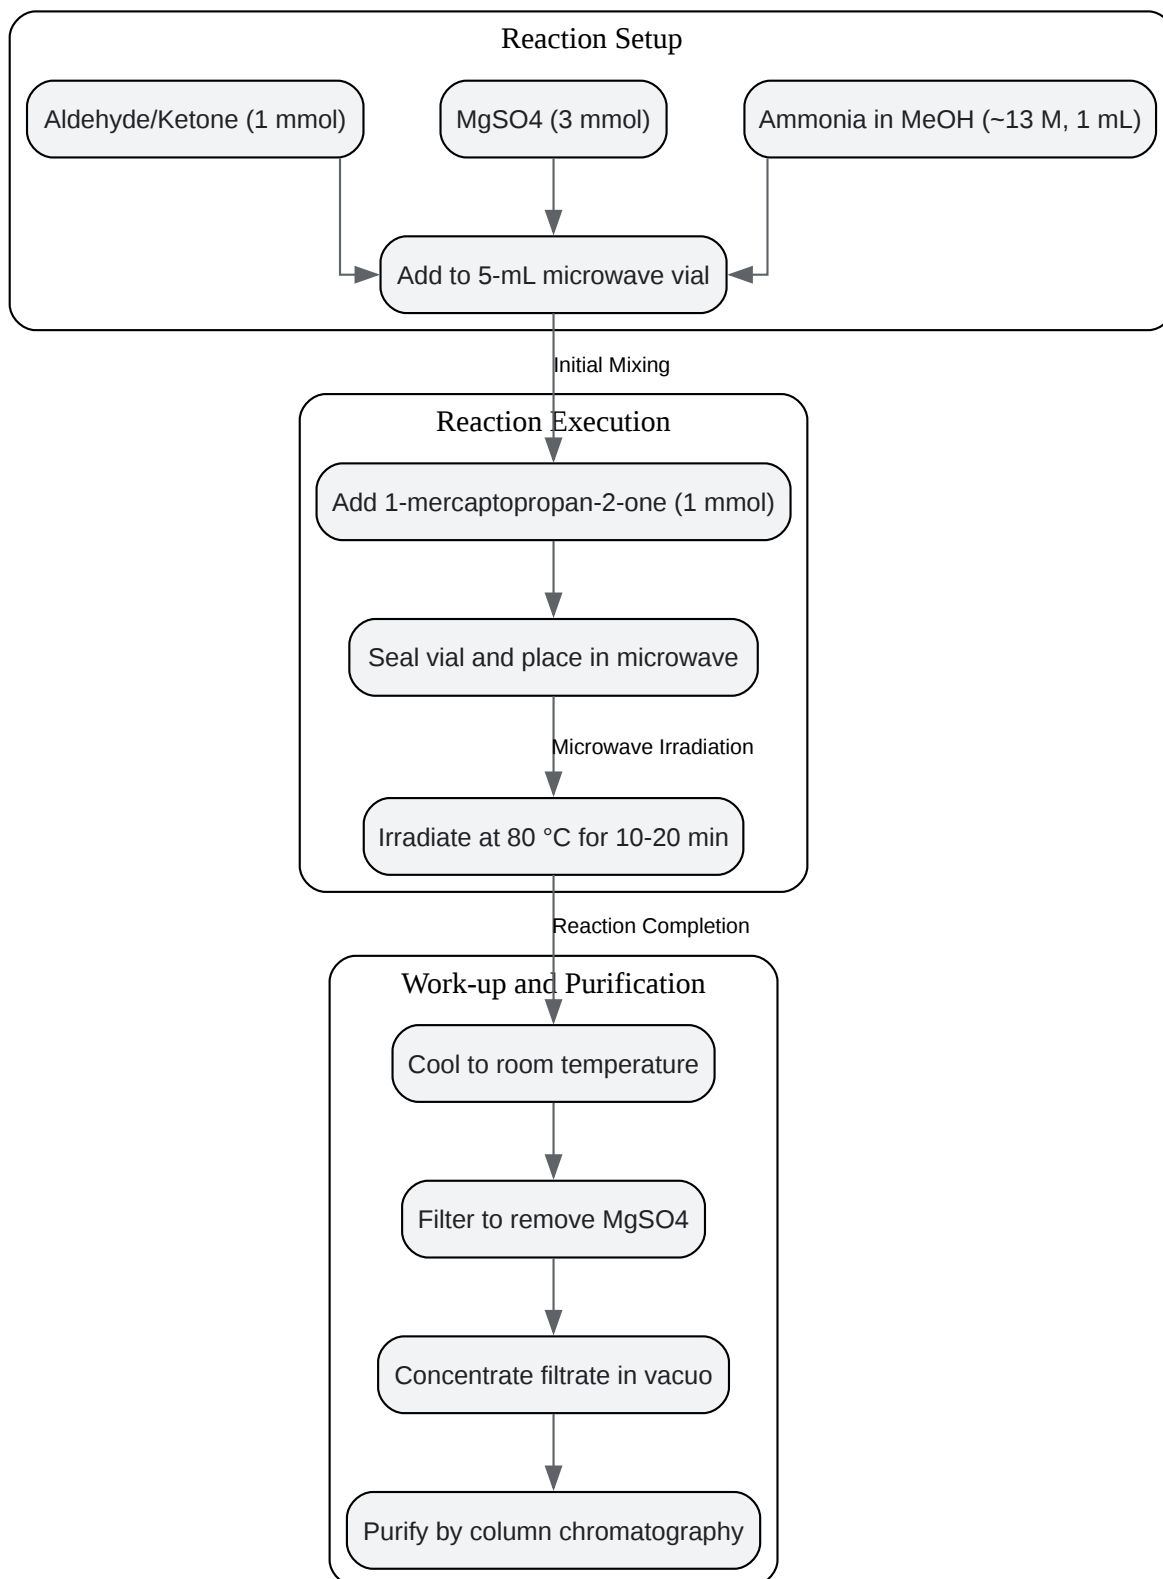 Reaction Setup
Aldehyde/Ketone (1 mmol)
MgSO4 (3 mmol)
Ammonia in MeOH (~13 M, 1 mL)
Add to 5-mL microwave vial
Initial Mixing
Reaction Execution
Add 1-mercaptopropan-2-one (1 mmol)
Seal vial and place in microwave
Microwave Irradiation
Irradiate at 80 °C for 10-20 min
Reaction Completion
Work-up and Purification
Cool to room temperature
Filter to remove MgSO4
Concentrate filtrate in vacuo
Purify by column chromatography